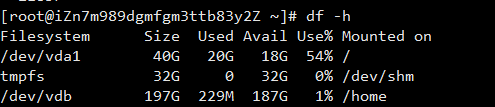 [root@iZn7m989dgmfgm3ttb83y2Z ~]# df -h
Filesystem      Size  Used Avail Use% Mounted on
/dev/vda1        40G   20G   18G  54% /
tmpfs            32G     0   32G   0% /dev/shm
/dev/vdb        197G  229M  187G   1% /home